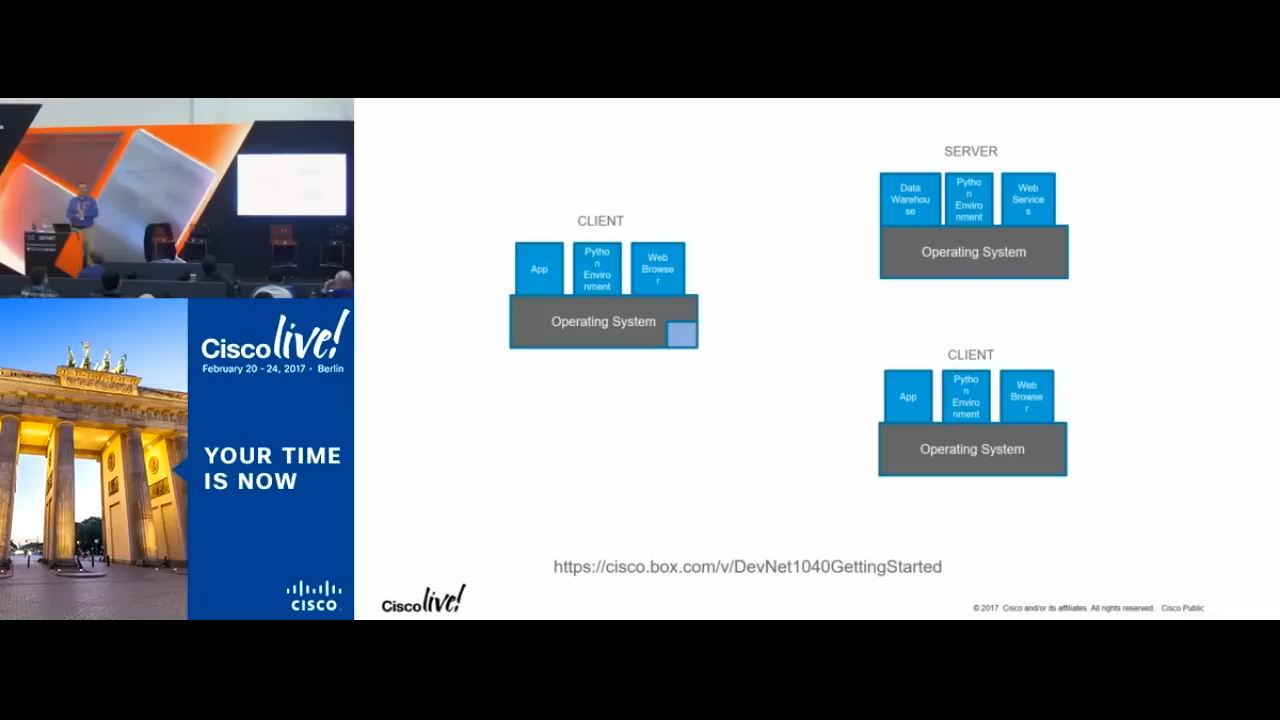 Cisco live!
February 20 - 24, 2017 • Berlin
YOUR TIME
IS NOW
CISCO
CLIENT
App
Pytho
n
Enviro
nment
Web
Browse
r
Operating System
SERVER
Data
Warehou
se
Pytho
n
Enviro
nment
Web
Service
s
Operating System
CLIENT
App
Pytho
n
Enviro
nment
Web
Browse
r
Operating System
https://cisco.box.com/v/DevNet1040GettingStarted
Cisco live!
© 2017 Cisco and/or its affiliates. All rights reserved. Cisco Public